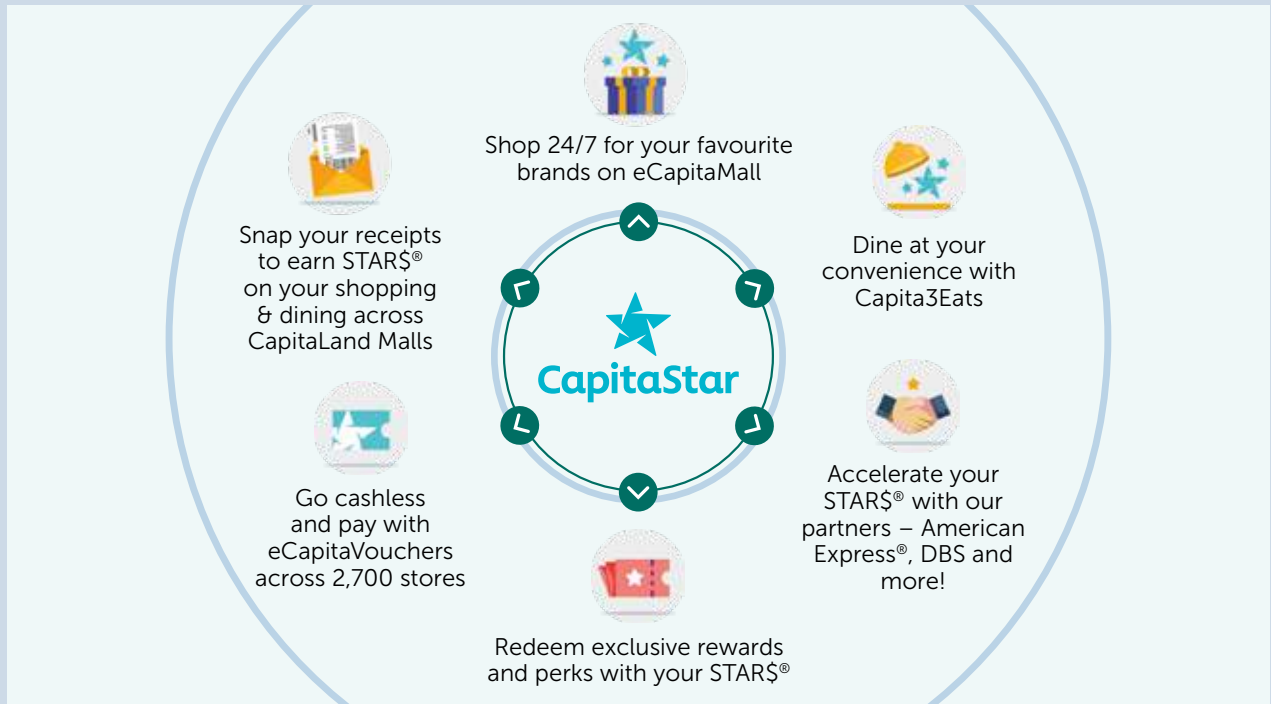 Shop 24/7 for your favourite
brands on eCapitaMall
Snap your receipts
to earn STAR$®
on your shopping
& dining across
CapitaLand Malls
Dine at your
convenience with
Capita3Eats
CapitaStar
Go cashless
and pay with
eCapitaVouchers
across 2,700 stores
Accelerate your
STAR$® with our
partners – American
Express®, DBS and
more!
Redeem exclusive rewards
and perks with your STAR$®